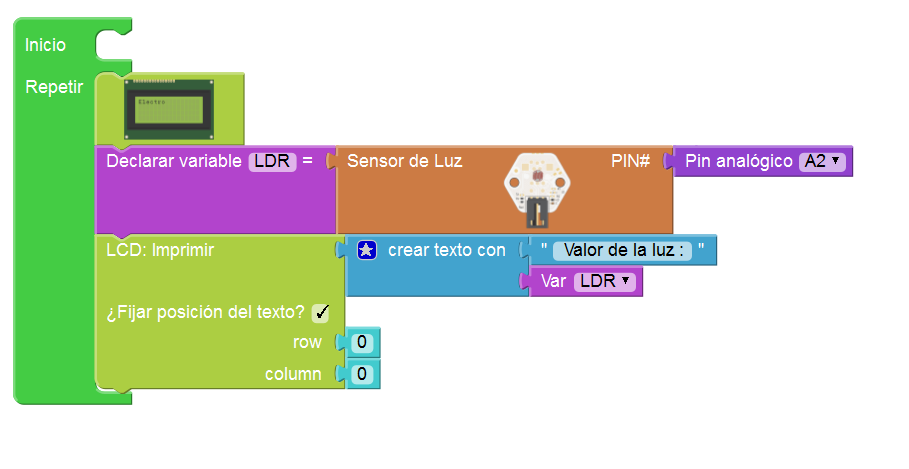 Inicio
Repetir
Electro
Declarar variable LDR = Sensor de Luz PIN# Pin analógico A2
LCD: Imprimir crear texto con " Valor de la luz : "
Var LDR
¿Fijar posición del texto? ✓
row 0
column 0